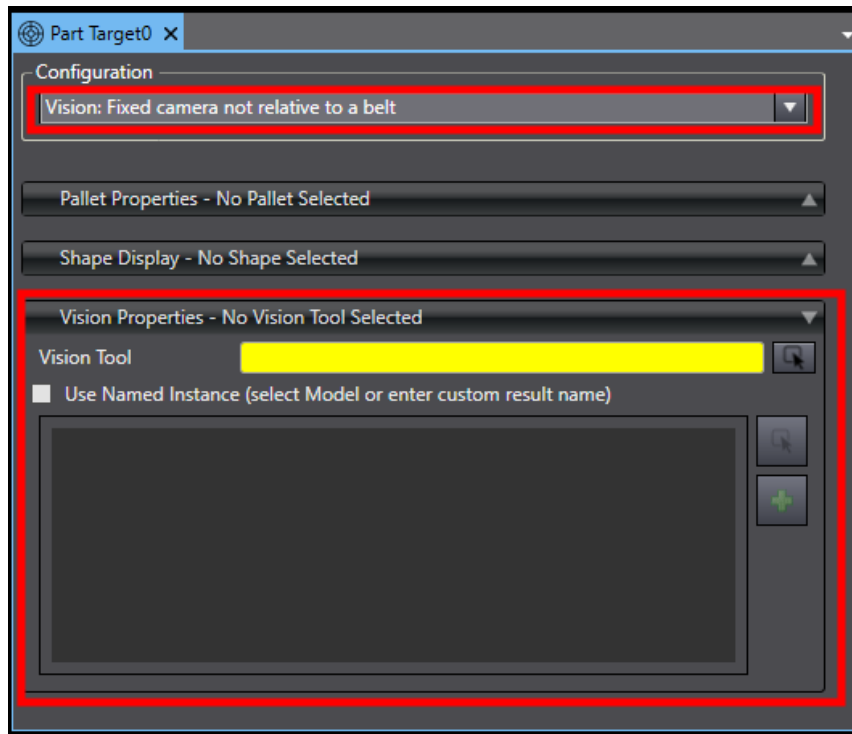 Part Target0
Configuration
Vision: Fixed camera not relative to a belt
Pallet Properties - No Pallet Selected
Shape Display - No Shape Selected
Vision Properties - No Vision Tool Selected
Vision Tool
Use Named Instance (select Model or enter custom result name)